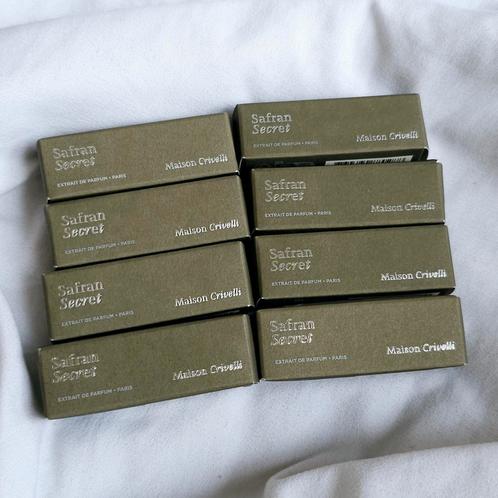 Safran
Secret
EXTRAIT DE PARFUM • PARIS
Maison Crivelli
Safran
Secret
EXTRAIT DE PARFUM • PARIS
Maison Crivelli
Safran
Secret
EXTRAIT DE PARFUM • PARIS
Maison Crivelli
Safran
Secret
EXTRAIT DE PARFUM • PARIS
Maison Crivelli
Safran
Secret
EXTRAIT DE PARFUM • PARIS
Maison Crivelli
Safran
Secret
EXTRAIT DE PARFUM • PARIS
Maison Crivelli
Safran
Secret
EXTRAIT DE PARFUM • PARIS
Maison Crivelli
Safran
Secret
EXTRAIT DE PARFUM • PARIS
Maison Crivelli